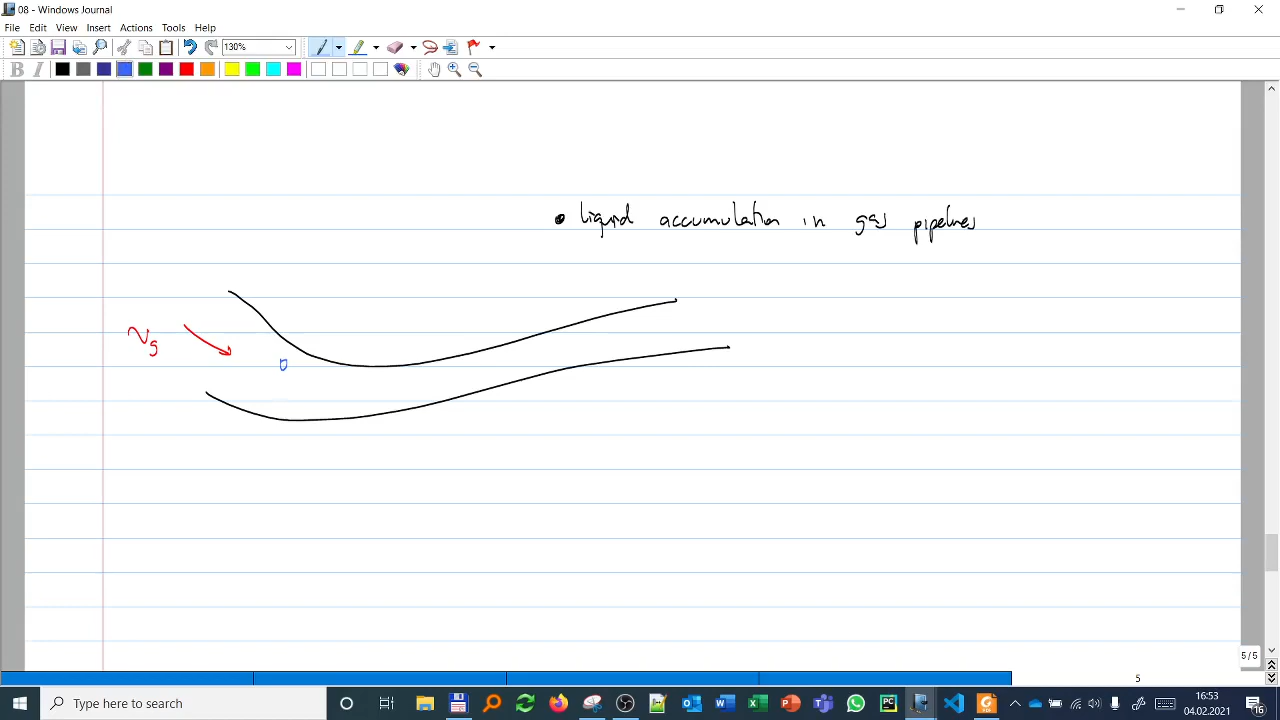 08 - Windows Journal
File Edit View Insert Actions Tools Help
130%
B I
• liquid accumulation in gas pipelines
Vg
5 / 5
5
Type here to search
16:53
04.02.2021